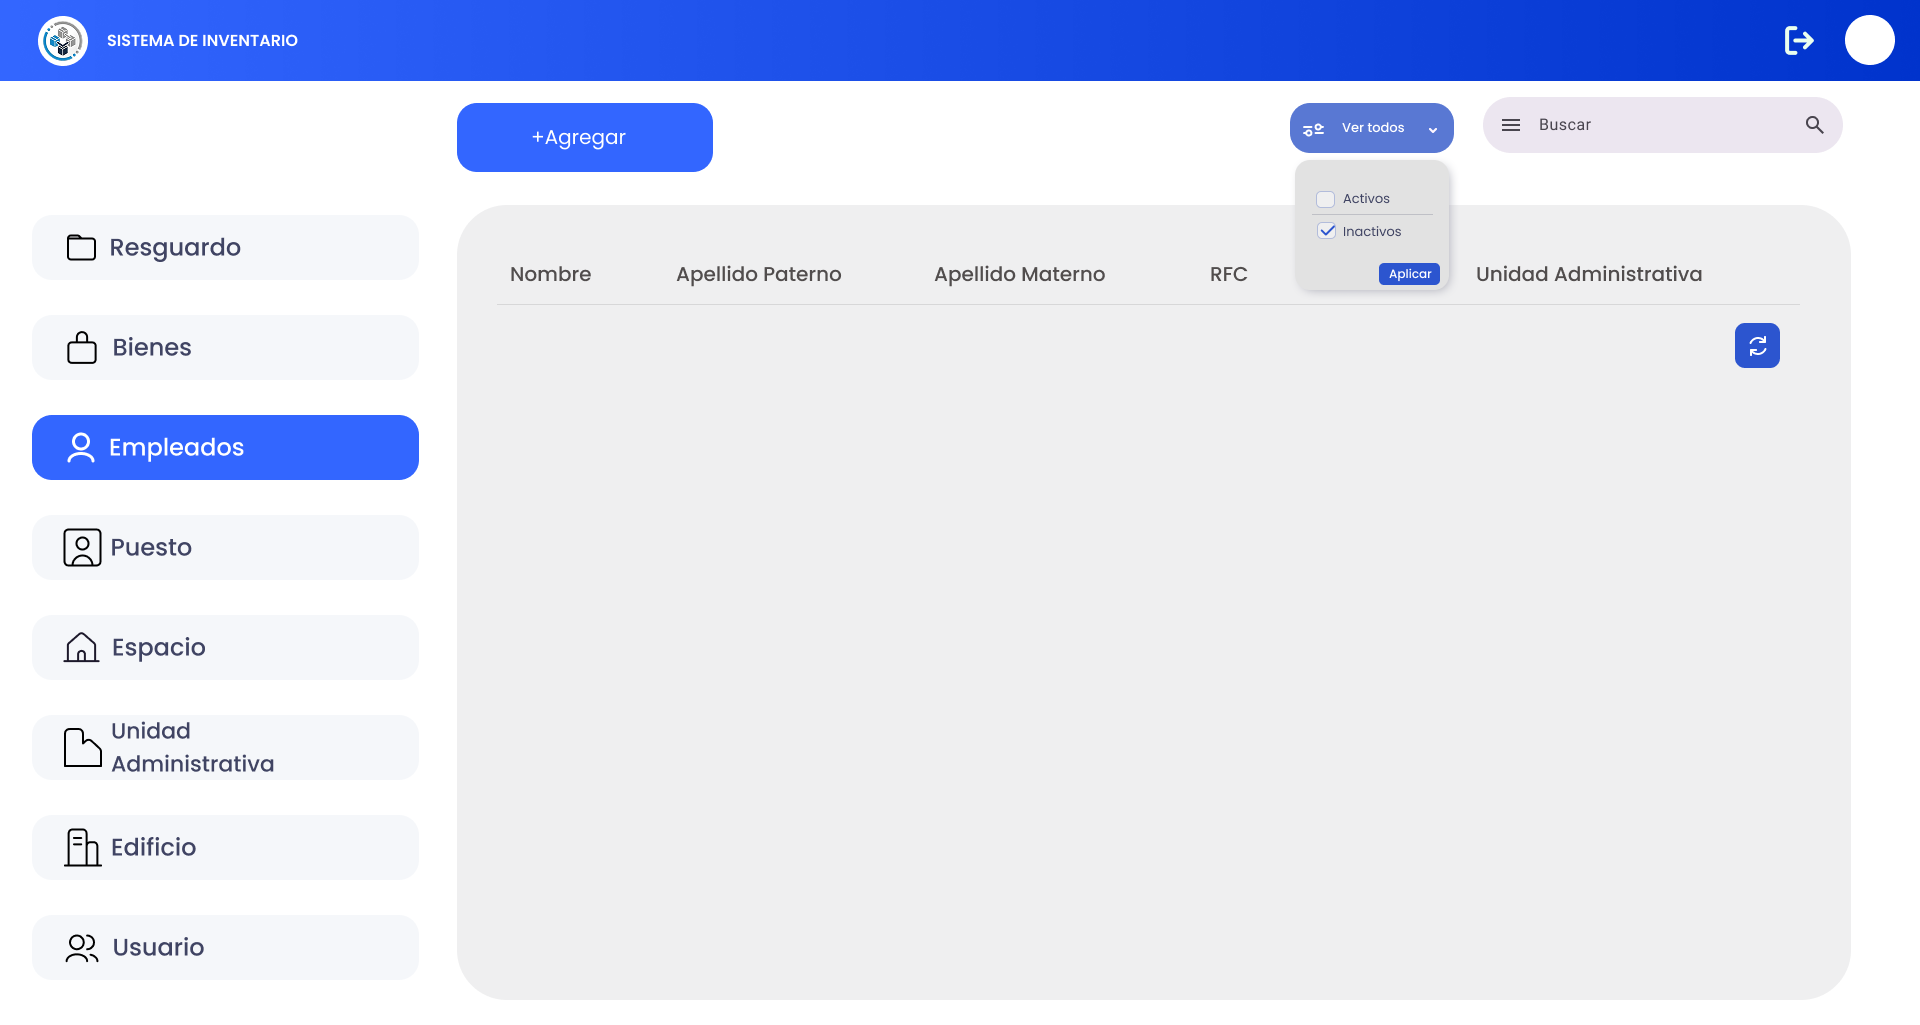 SISTEMA DE INVENTARIO
+Agregar
Ver todos
Buscar
Activos
Inactivos
Aplicar
Nombre
Apellido Paterno
Apellido Materno
RFC
Unidad Administrativa
Resguardo
Bienes
Empleados
Puesto
Espacio
Unidad
Administrativa
Edificio
Usuario